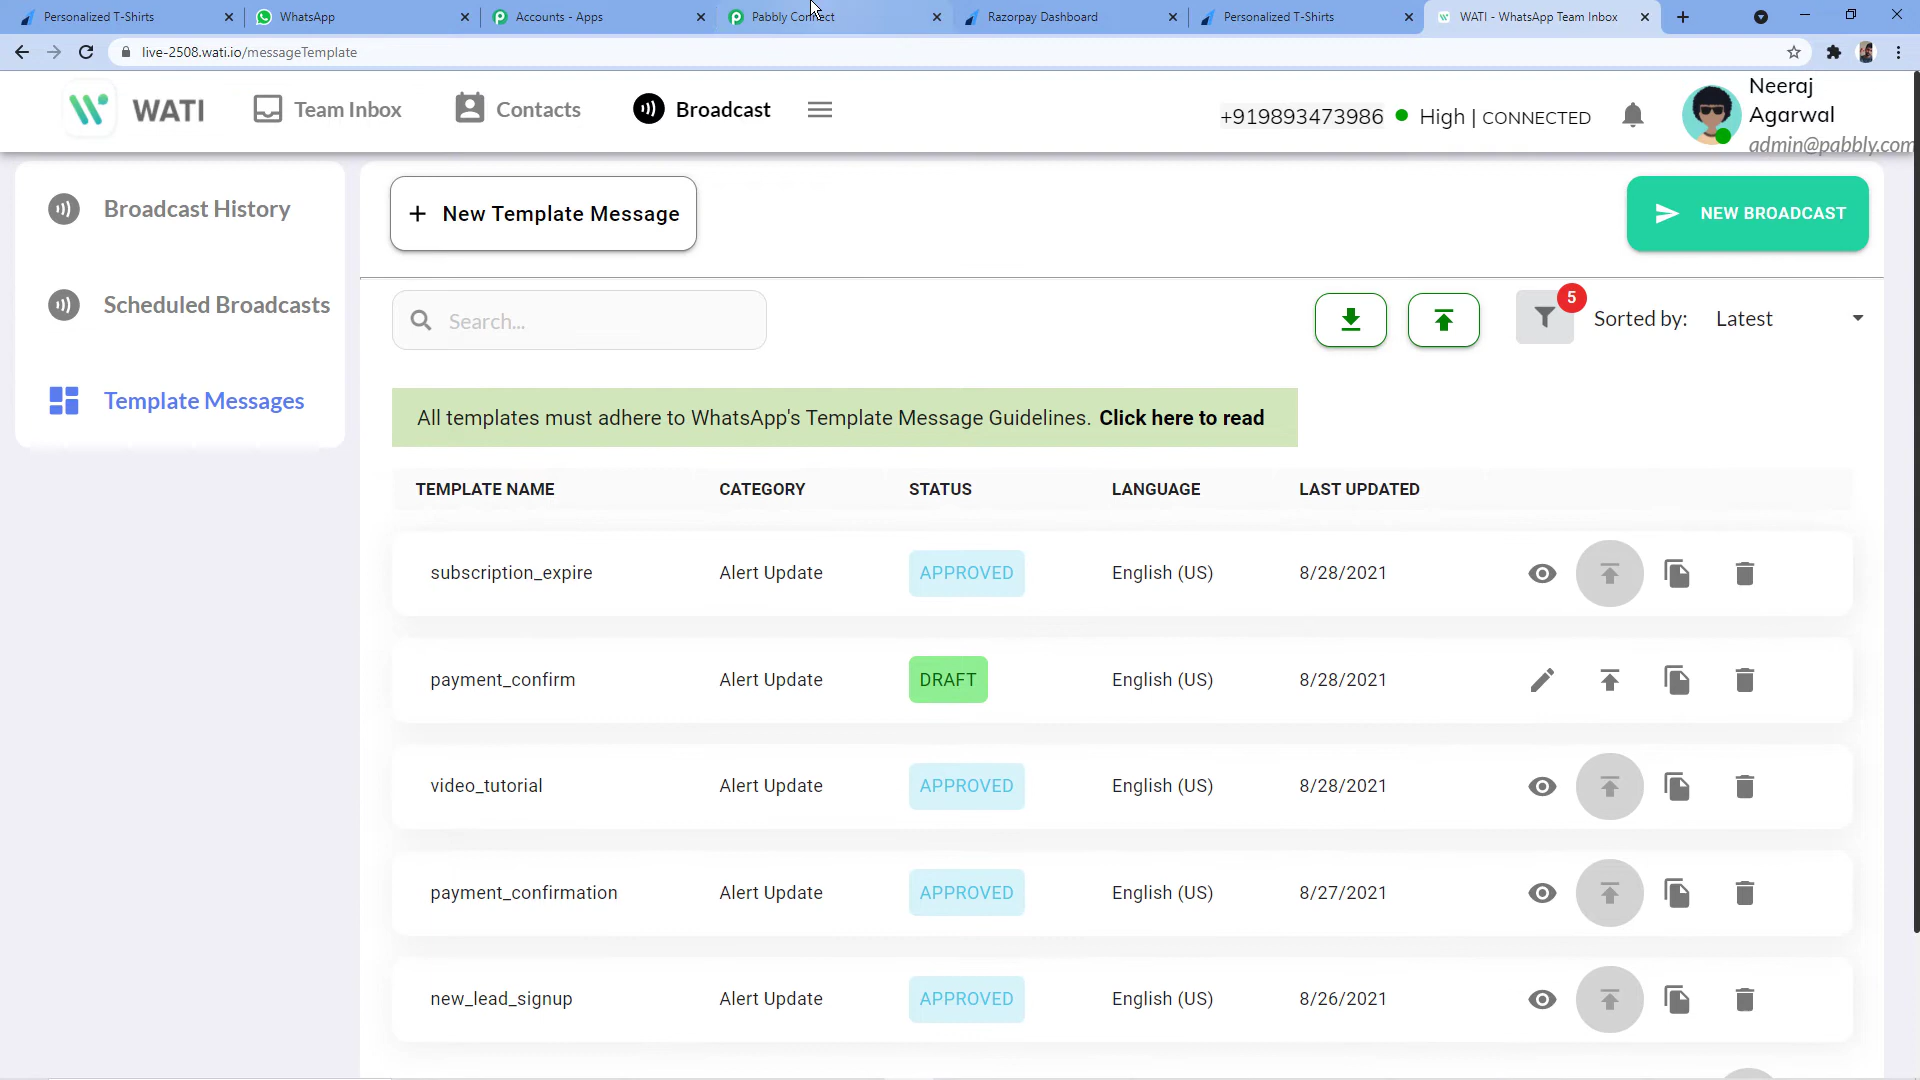 Personalized T-Shirts
WhatsApp
Accounts - Apps
Pabbly Connect
Razorpay Dashboard
Personalized T-Shirts
WATI - WhatsApp Team Inbox
live-2508.wati.io/messageTemplate
WATI
Team Inbox
Contacts
Broadcast
+919893473986
High | CONNECTED
Neeraj
Agarwal
admin@pabbly.com
Broadcast History
Scheduled Broadcasts
Template Messages
+ New Template Message
NEW BROADCAST
Search...
5
Sorted by: Latest
All templates must adhere to WhatsApp's Template Message Guidelines. Click here to read
TEMPLATE NAME CATEGORY STATUS LANGUAGE LAST UPDATED
subscription_expire Alert Update APPROVED English (US) 8/28/2021
payment_confirm Alert Update DRAFT English (US) 8/28/2021
video_tutorial Alert Update APPROVED English (US) 8/28/2021
payment_confirmation Alert Update APPROVED English (US) 8/27/2021
new_lead_signup Alert Update APPROVED English (US) 8/26/2021